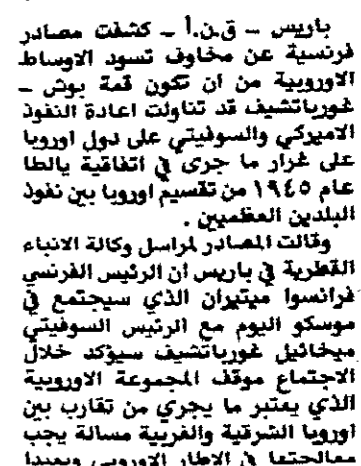 باريس – ق.ن.أ – كشفت مصادر
فرنسية عن مخاوف تسود الاوساط
الاوروبية من ان تكون قمة بوش –
غورباتشيف قد تناولت اعادة النفوذ
الاميركي والسوفيتي على دول اوروبا
على غرار ما جرى في اتفاقية يالطا
عام ١٩٤٥ من تقسيم اوروبا بين نفوذ
البلدين العظميين .
وقالت المصادر لمراسل وكالة الانباء
القطرية في باريس ان الرئيس الفرنسي
فرانسوا ميتيران الذي سيجتمع في
موسكو اليوم مع الرئيس السوفيتي
ميخائيل غورباتشيف سيؤكد خلال
الاجتماع موقف المجموعة الاوروبية
الذي يعتبر ما يجري من تقارب بين
اوروبا الشرقية والغربية مسالة يجب
معالجتها في الاطار الاوروبي وبعيدا